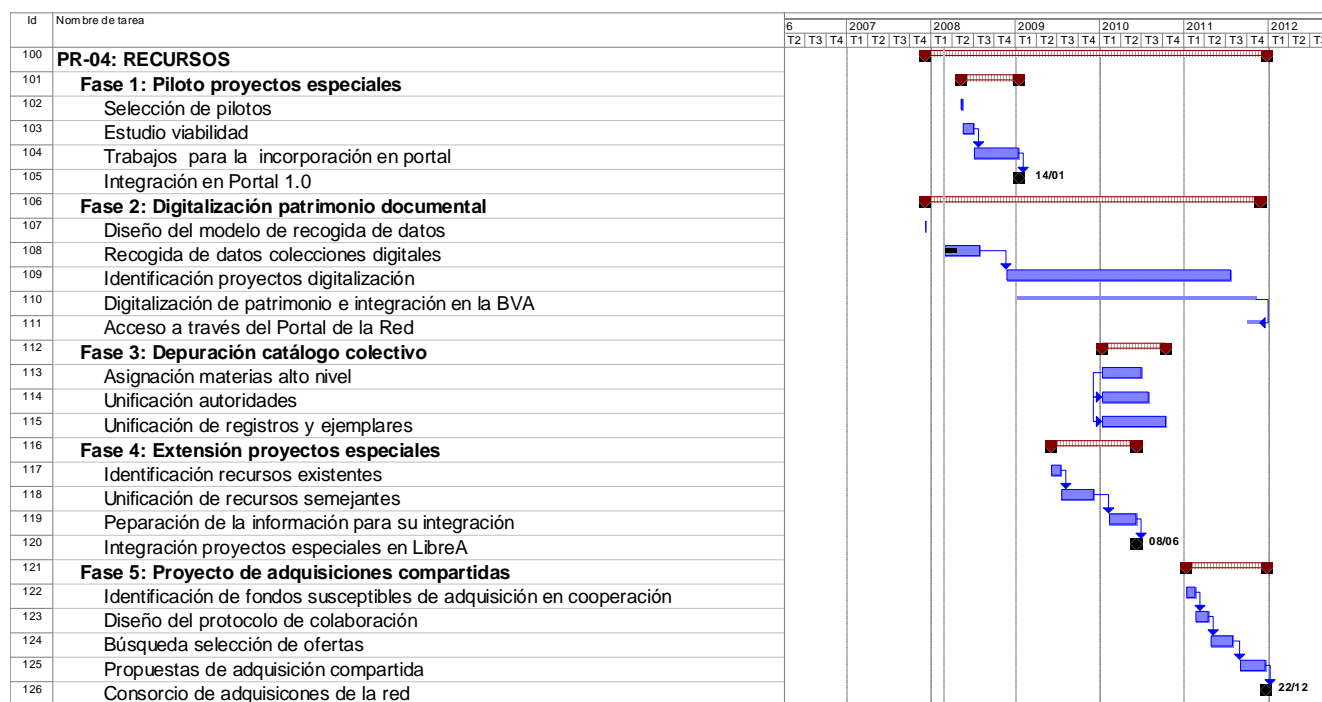 Id Nombre de tarea 6 2007 2008 2009 2010 2011 2012
T2 T3 T4 T1 T2 T3 T4 T1 T2 T3 T4 T1 T2 T3 T4 T1 T2 T3 T4 T1 T2 T3 T4 T1 T2 T3
100 PR-04: RECURSOS
101 Fase 1: Piloto proyectos especiales
102 Selección de pilotos
103 Estudio viabilidad
104 Trabajos para la incorporación en portal
105 Integración en Portal 1.0 14/01
106 Fase 2: Digitalización patrimonio documental
107 Diseño del modelo de recogida de datos
108 Recogida de datos colecciones digitales
109 Identificación proyectos digitalización
110 Digitalización de patrimonio e integración en la BVA
111 Acceso a través del Portal de la Red
112 Fase 3: Depuración catálogo colectivo
113 Asignación materias alto nivel
114 Unificación autoridades
115 Unificación de registros y ejemplares
116 Fase 4: Extensión proyectos especiales
117 Identificación recursos existentes
118 Unificación de recursos semejantes
119 Peparación de la información para su integración
120 Integración proyectos especiales en LibreA 08/06
121 Fase 5: Proyecto de adquisiciones compartidas
122 Identificación de fondos susceptibles de adquisición en cooperación
123 Diseño del protocolo de colaboración
124 Búsqueda selección de ofertas
125 Propuestas de adquisición compartida
126 Consorcio de adquisicones de la red 22/12